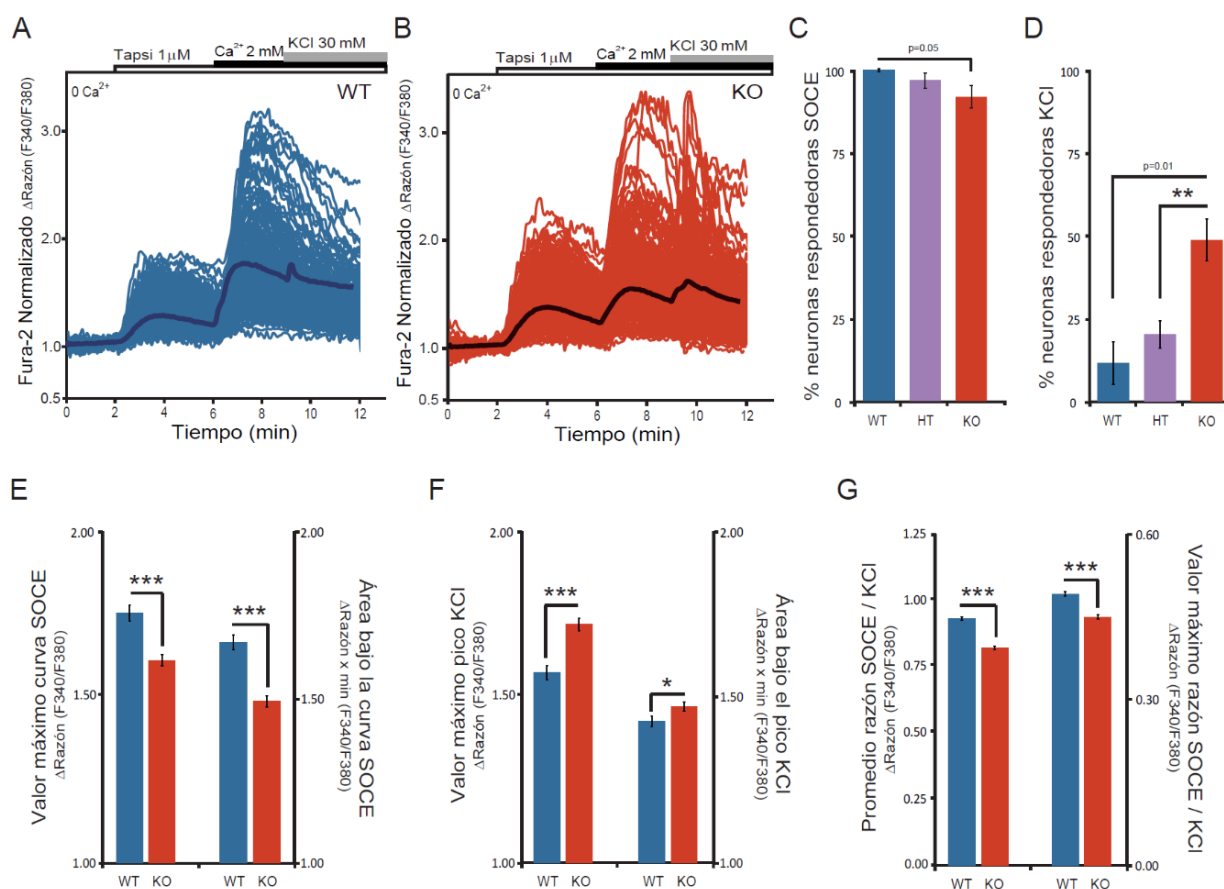 A
Tapsi 1 µM
Ca²⁺ 2 mM
KCl 30 mM
0 Ca²⁺
WT
Fura-2 Normalizado ΔRazón (F340/F380)
3.0
2.0
1.0
0.5
0 2 4 6 8 10 12
Tiempo (min)
B
Tapsi 1 µM
Ca²⁺ 2 mM
KCl 30 mM
0 Ca²⁺
KO
Fura-2 Normalizado ΔRazón (F340/F380)
3.0
2.0
1.0
0.5
0 2 4 6 8 10 12
Tiempo (min)
C
p=0.05
% neuronas respondedoras SOCE
100
75
50
25
0
WT HT KO
D
p=0.01
**
% neuronas respondedoras KCl
100
75
50
25
0
WT HT KO
E
Valor máximo curva SOCE
ΔRazón (F340/F380)
2.00
1.50
1.00
***
***
2.00
1.50
1.00
Área bajo la curva SOCE
ΔRazón x min (F340/F380)
WT KO WT KO
F
Valor máximo pico KCl
ΔRazón (F340/F380)
2.00
1.50
1.00
***
*
2.00
1.50
1.00
Área bajo el pico KCl
ΔRazón x min (F340/F380)
WT KO WT KO
G
Promedio razón SOCE / KCl
ΔRazón (F340/F380)
1.25
1.00
0.75
0.50
0.25
0.00
***
***
0.60
0.30
0.00
Valor máximo razón SOCE / KCl
ΔRazón (F340/F380)
WT KO WT KO